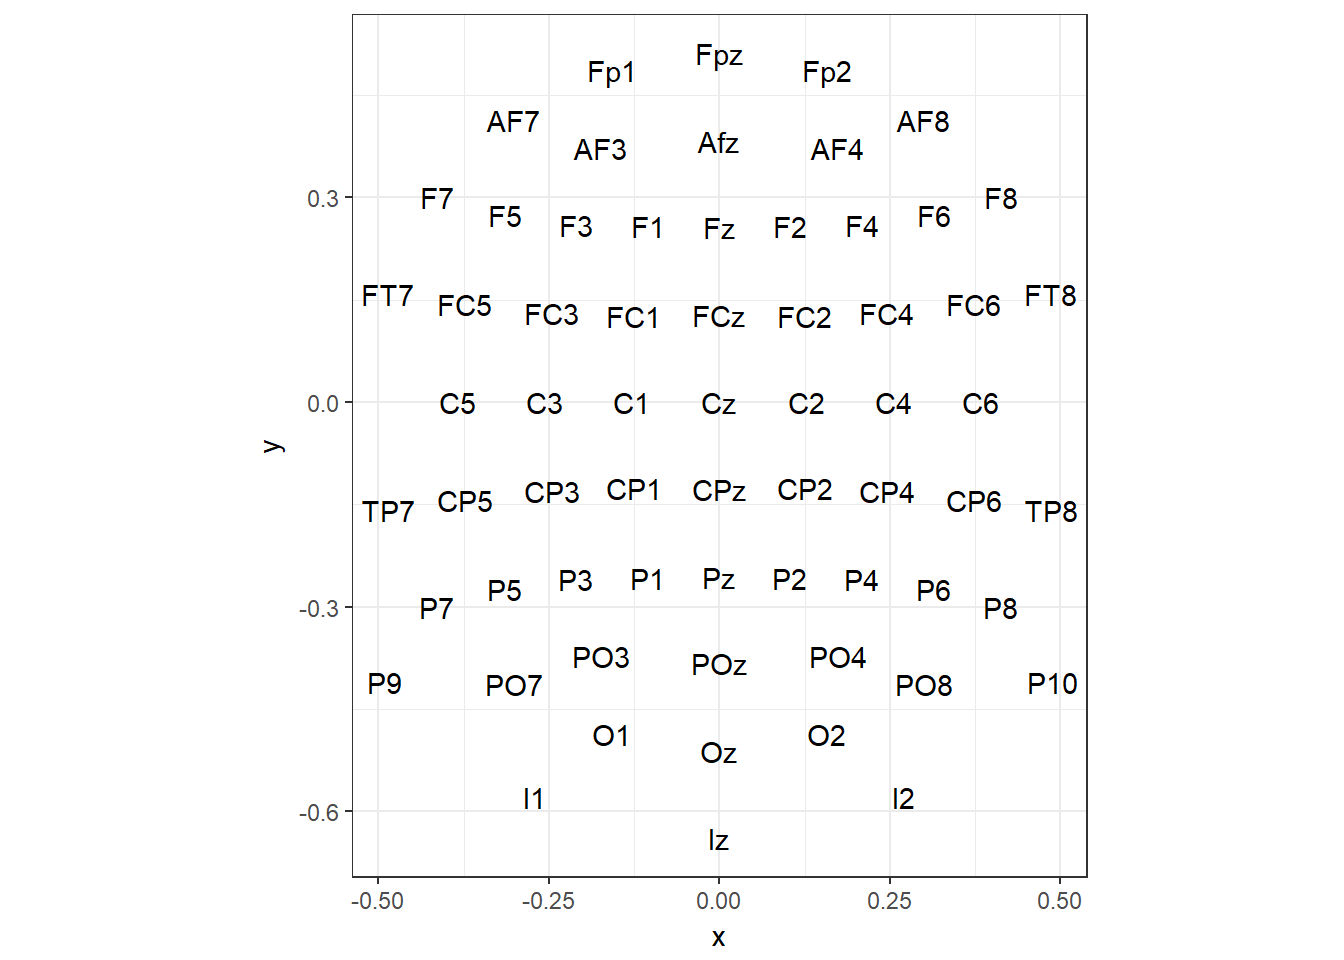 Fp1 Fpz Fp2
AF7 AF8
AF3 Afz AF4
F7 F8
F5 F3 F1 Fz F2 F4 F6
FT7 FT8
FC5 FC3 FC1 FCz FC2 FC4 FC6
C5 C3 C1 Cz C2 C4 C6
CP5 CP3 CP1 CPz CP2 CP4 CP6
TP7 TP8
P5 P3 P1 Pz P2 P4 P6
P7 P8
PO3 POz PO4
P9 PO7 PO8 P10
O1 Oz O2
I1 I2
Iz
0.3
0.0
-0.3
-0.6
y
-0.50 -0.25 0.00 0.25 0.50
x